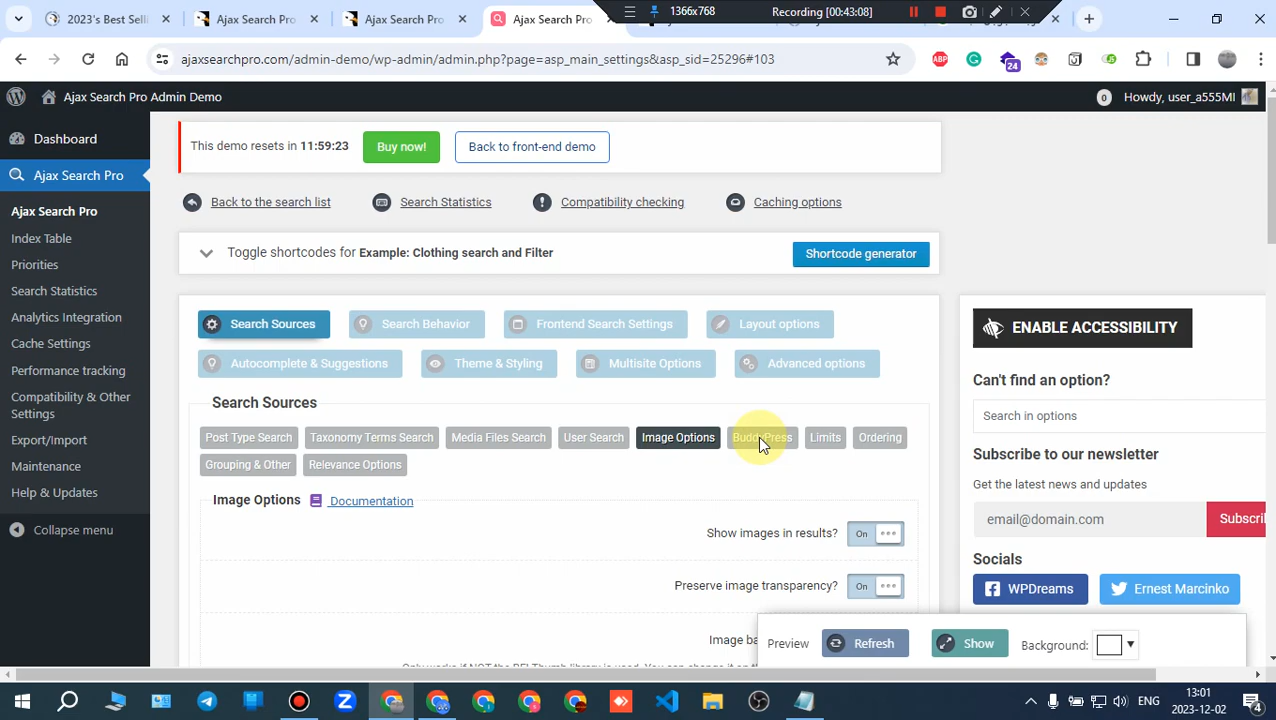 2023's Best Sell
Ajax Search Pro
Ajax Search Pro
Ajax Search Pro
1366x768
Recording [00:43:08]
ajaxsearchpro.com/admin-demo/wp-admin/admin.php?page=asp_main_settings&asp_sid=25296#103
ABP
24
Ajax Search Pro Admin Demo
0
Howdy, user_a555MI
Dashboard
Ajax Search Pro
Ajax Search Pro
Index Table
Priorities
Search Statistics
Analytics Integration
Cache Settings
Performance tracking
Compatibility & Other
Settings
Export/Import
Maintenance
Help & Updates
Collapse menu
This demo resets in 11:59:23
Buy now!
Back to front-end demo
Back to the search list
Search Statistics
Compatibility checking
Caching options
Toggle shortcodes for Example: Clothing search and Filter
Shortcode generator
Search Sources
Search Behavior
Frontend Search Settings
Layout options
Autocomplete & Suggestions
Theme & Styling
Multisite Options
Advanced options
Search Sources
Post Type Search
Taxonomy Terms Search
Media Files Search
User Search
Image Options
BuddyPress
Limits
Ordering
Grouping & Other
Relevance Options
Image Options
Documentation
Show images in results?
On
Preserve image transparency?
On
Image ba
ENABLE ACCESSIBILITY
Can't find an option?
Search in options
Subscribe to our newsletter
Get the latest news and updates
email@domain.com
Subscri
Socials
WPDreams
Ernest Marcinko
Preview
Refresh
Show
Background:
ENG
13:01
2023-12-02
4